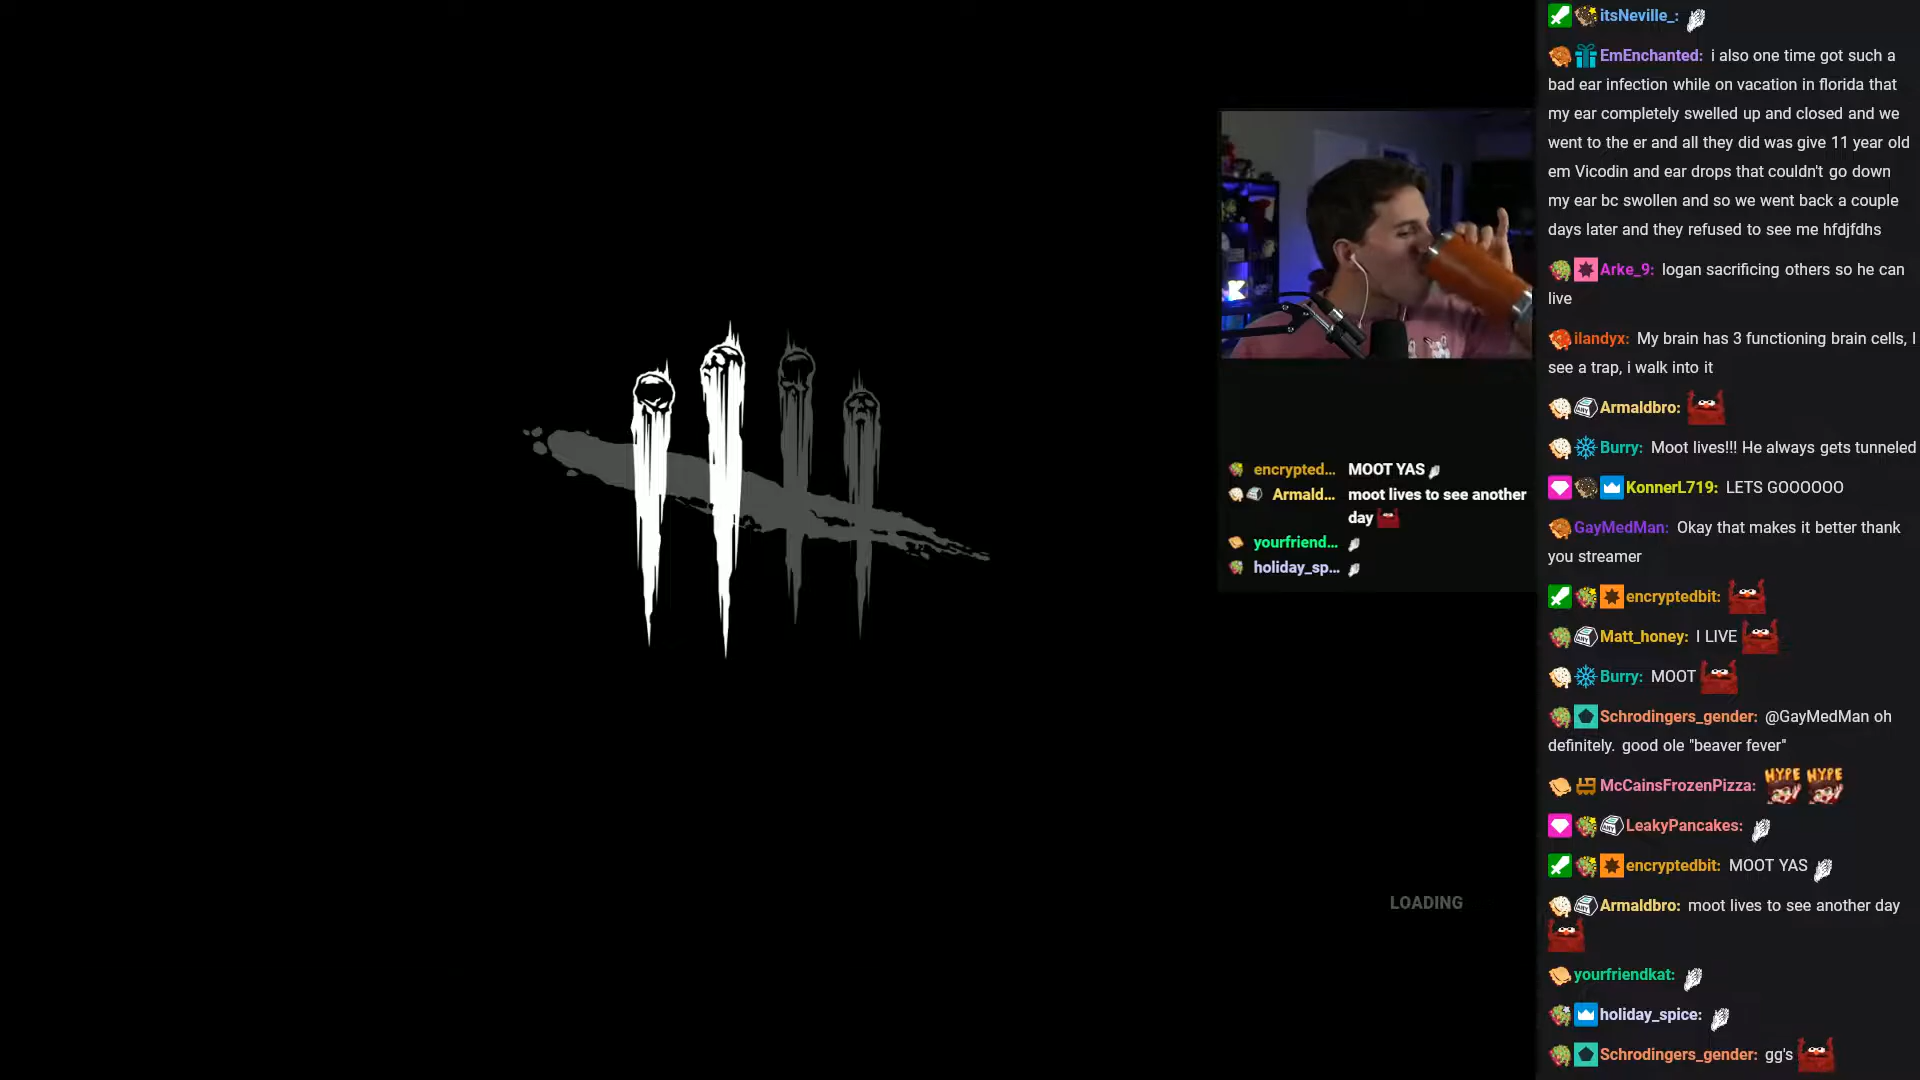 itsNeville_:
EmEnchanted: i also one time got such a
bad ear infection while on vacation in florida that
my ear completely swelled up and closed and we
went to the er and all they did was give 11 year old
em Vicodin and ear drops that couldn't go down
my ear bc swollen and so we went back a couple
days later and they refused to see me hfdjfdhs
Arke_9: logan sacrificing others so he can
live
ilandyx: My brain has 3 functioning brain cells, I
see a trap, i walk into it
Armaldbro:
Burry: Moot lives!!! He always gets tunneled
KonnerL719: LETS GOOOOOO
GayMedMan: Okay that makes it better thank
you streamer
encryptedbit:
Matt_honey: I LIVE
Burry: MOOT
Schrodingers_gender: @GayMedMan oh
definitely. good ole "beaver fever"
McCainsFrozenPizza: HYPE HYPE
LeakyPancakes:
encryptedbit: MOOT YAS
Armaldbro: moot lives to see another day
yourfriendkat:
holiday_spice:
Schrodingers_gender: gg's
encrypted... MOOT YAS
Armald... moot lives to see another
day
yourfriend...
holiday_sp...
LOADING